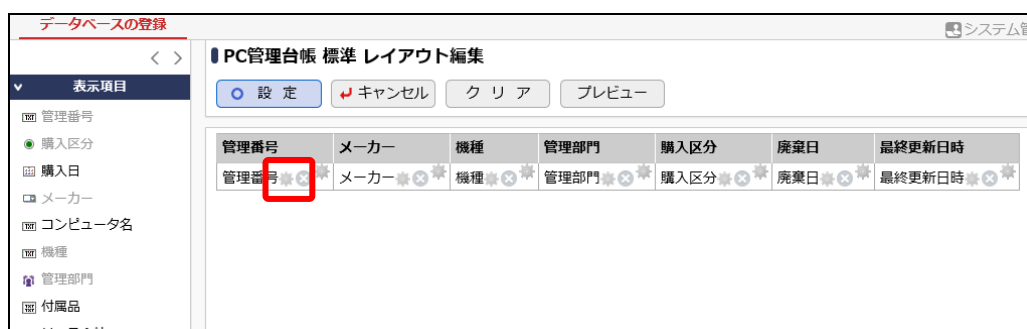 データベースの登録
システム管
表示項目
管理番号
購入区分
購入日
メーカー
コンピュータ名
機種
管理部門
付属品
PC管理台帳 標準 レイアウト編集
設 定 キャンセル ク リ ア プレビュー
管理番号 メーカー 機種 管理部門 購入区分 廃棄日 最終更新日時
管理番号 メーカー 機種 管理部門 購入区分 廃棄日 最終更新日時